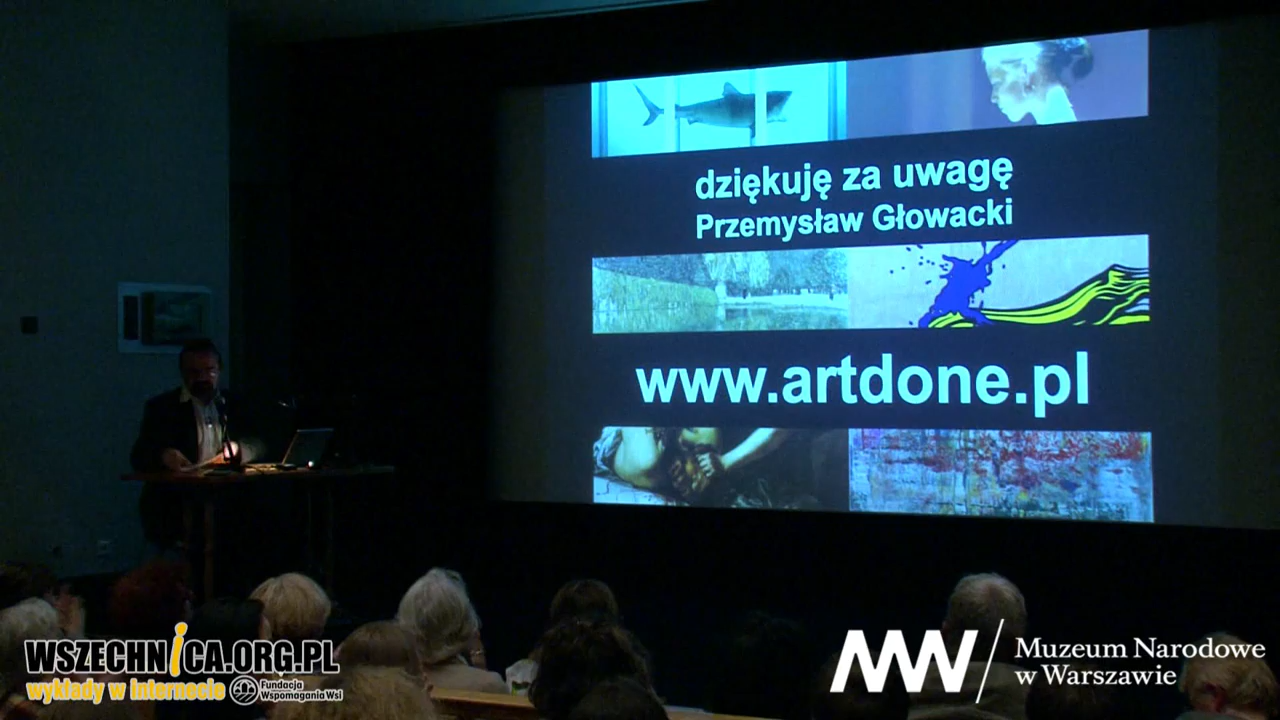 dziękuję za uwagę
Przemysław Głowacki
www.artdone.pl
WSZECHNiCA.ORG.PL
wykłady w internecie
Fundacja
Wspomagania Wsi
MW
Muzeum Narodowe
w Warszawie